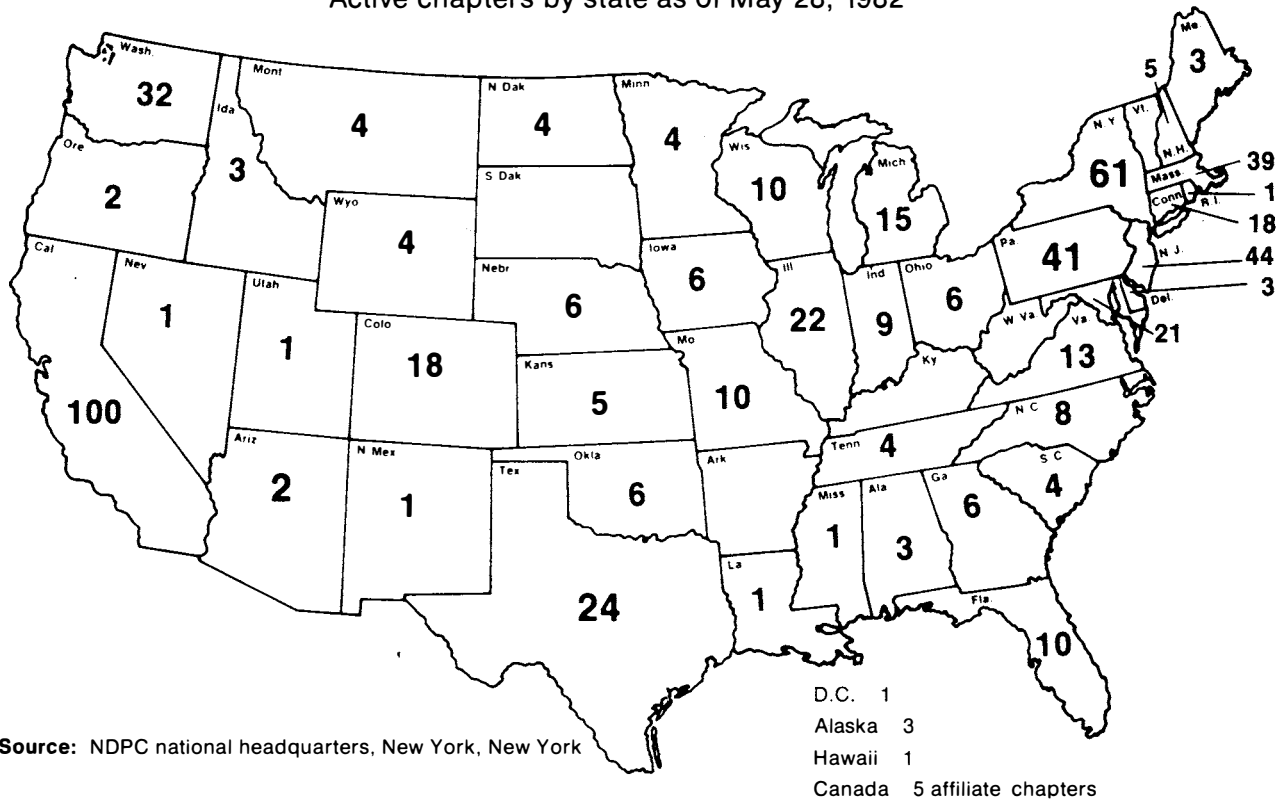 Active chapters by state as of May 28, 1982
Me.
3
5
Wash.
32
Mont
4
N Dak
4
Minn
4
Ida
3
Ore
2
Wis
10
Mich
15
N.Y
61
Vt.
N.H.
Mass
39
Conn
R.I.
1
18
S Dak
Wyo
4
Cal
100
Nev
1
Utah
1
Iowa
6
Nebr
6
Ill
22
Ind
9
Ohio
6
Pa.
41
N J.
44
Del.
3
21
W Va
Va.
13
Colo
18
Kans
5
Mo
10
Ky
Ariz
2
N Mex
1
Tex
24
Okla
6
Ark
Tenn
4
N C
8
S C
4
Miss
1
Ala
3
Ga
6
La
1
Fla.
10
D.C. 1
Alaska 3
Hawaii 1
Canada 5 affiliate chapters
Source: NDPC national headquarters, New York, New York